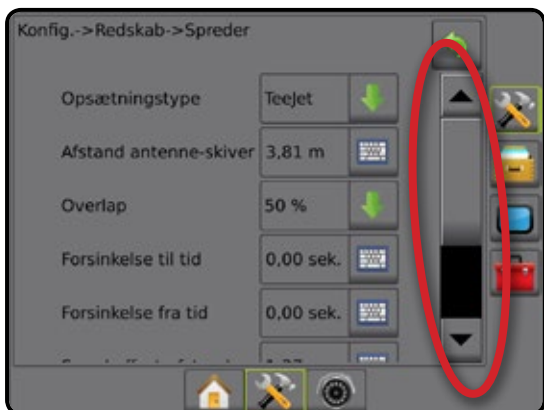 Konfig.->Redskab->Spreder
Opsætningstype TeeJet
Afstand antenne-skiver 3,81 m
Overlap 50 %
Forsinkelse til tid 0,00 sek.
Forsinkelse fra tid 0,00 sek.